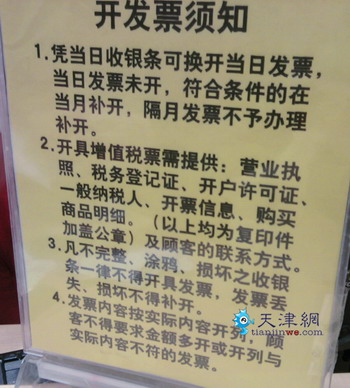 开发票须知
1.凭当日收银条可换开当日发票，
当日发票未开，符合条件的在
当月补开，隔月发票不予办理
补开。
2.开具增值税票需提供：营业执
照、税务登记证、开户许可证、
一般纳税人、开票信息、购买
商品明细。（以上均为复印件
加盖公章）及顾客的联系方式。
3.凡不完整、涂鸦、损坏之收银
条一律不得开具发票，发票丢
失、损坏不得补开。
4.发票内容按实际内容开列，顾
客不得要求金额多开或开列与
实际内容不符的发票。
天津網
tianjinwe.com